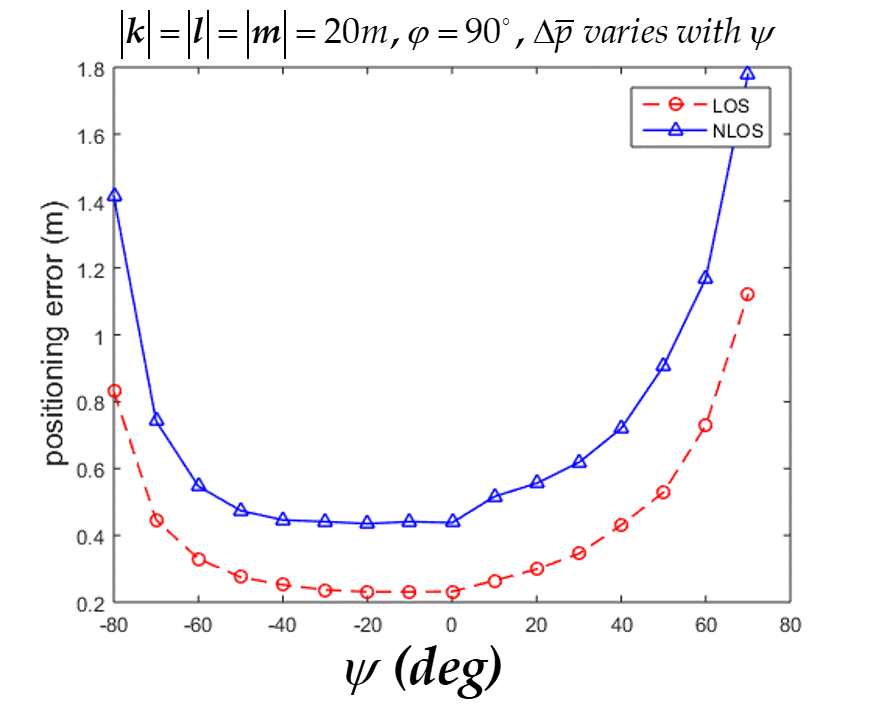 |k| = |l| = |m| = 20m, φ = 90°, Δp̅ varies with ψ
1.8
1.6
1.4
1.2
1
0.8
0.6
0.4
0.2
positioning error (m)
LOS
NLOS
-80 -60 -40 -20 0 20 40 60 80
ψ (deg)